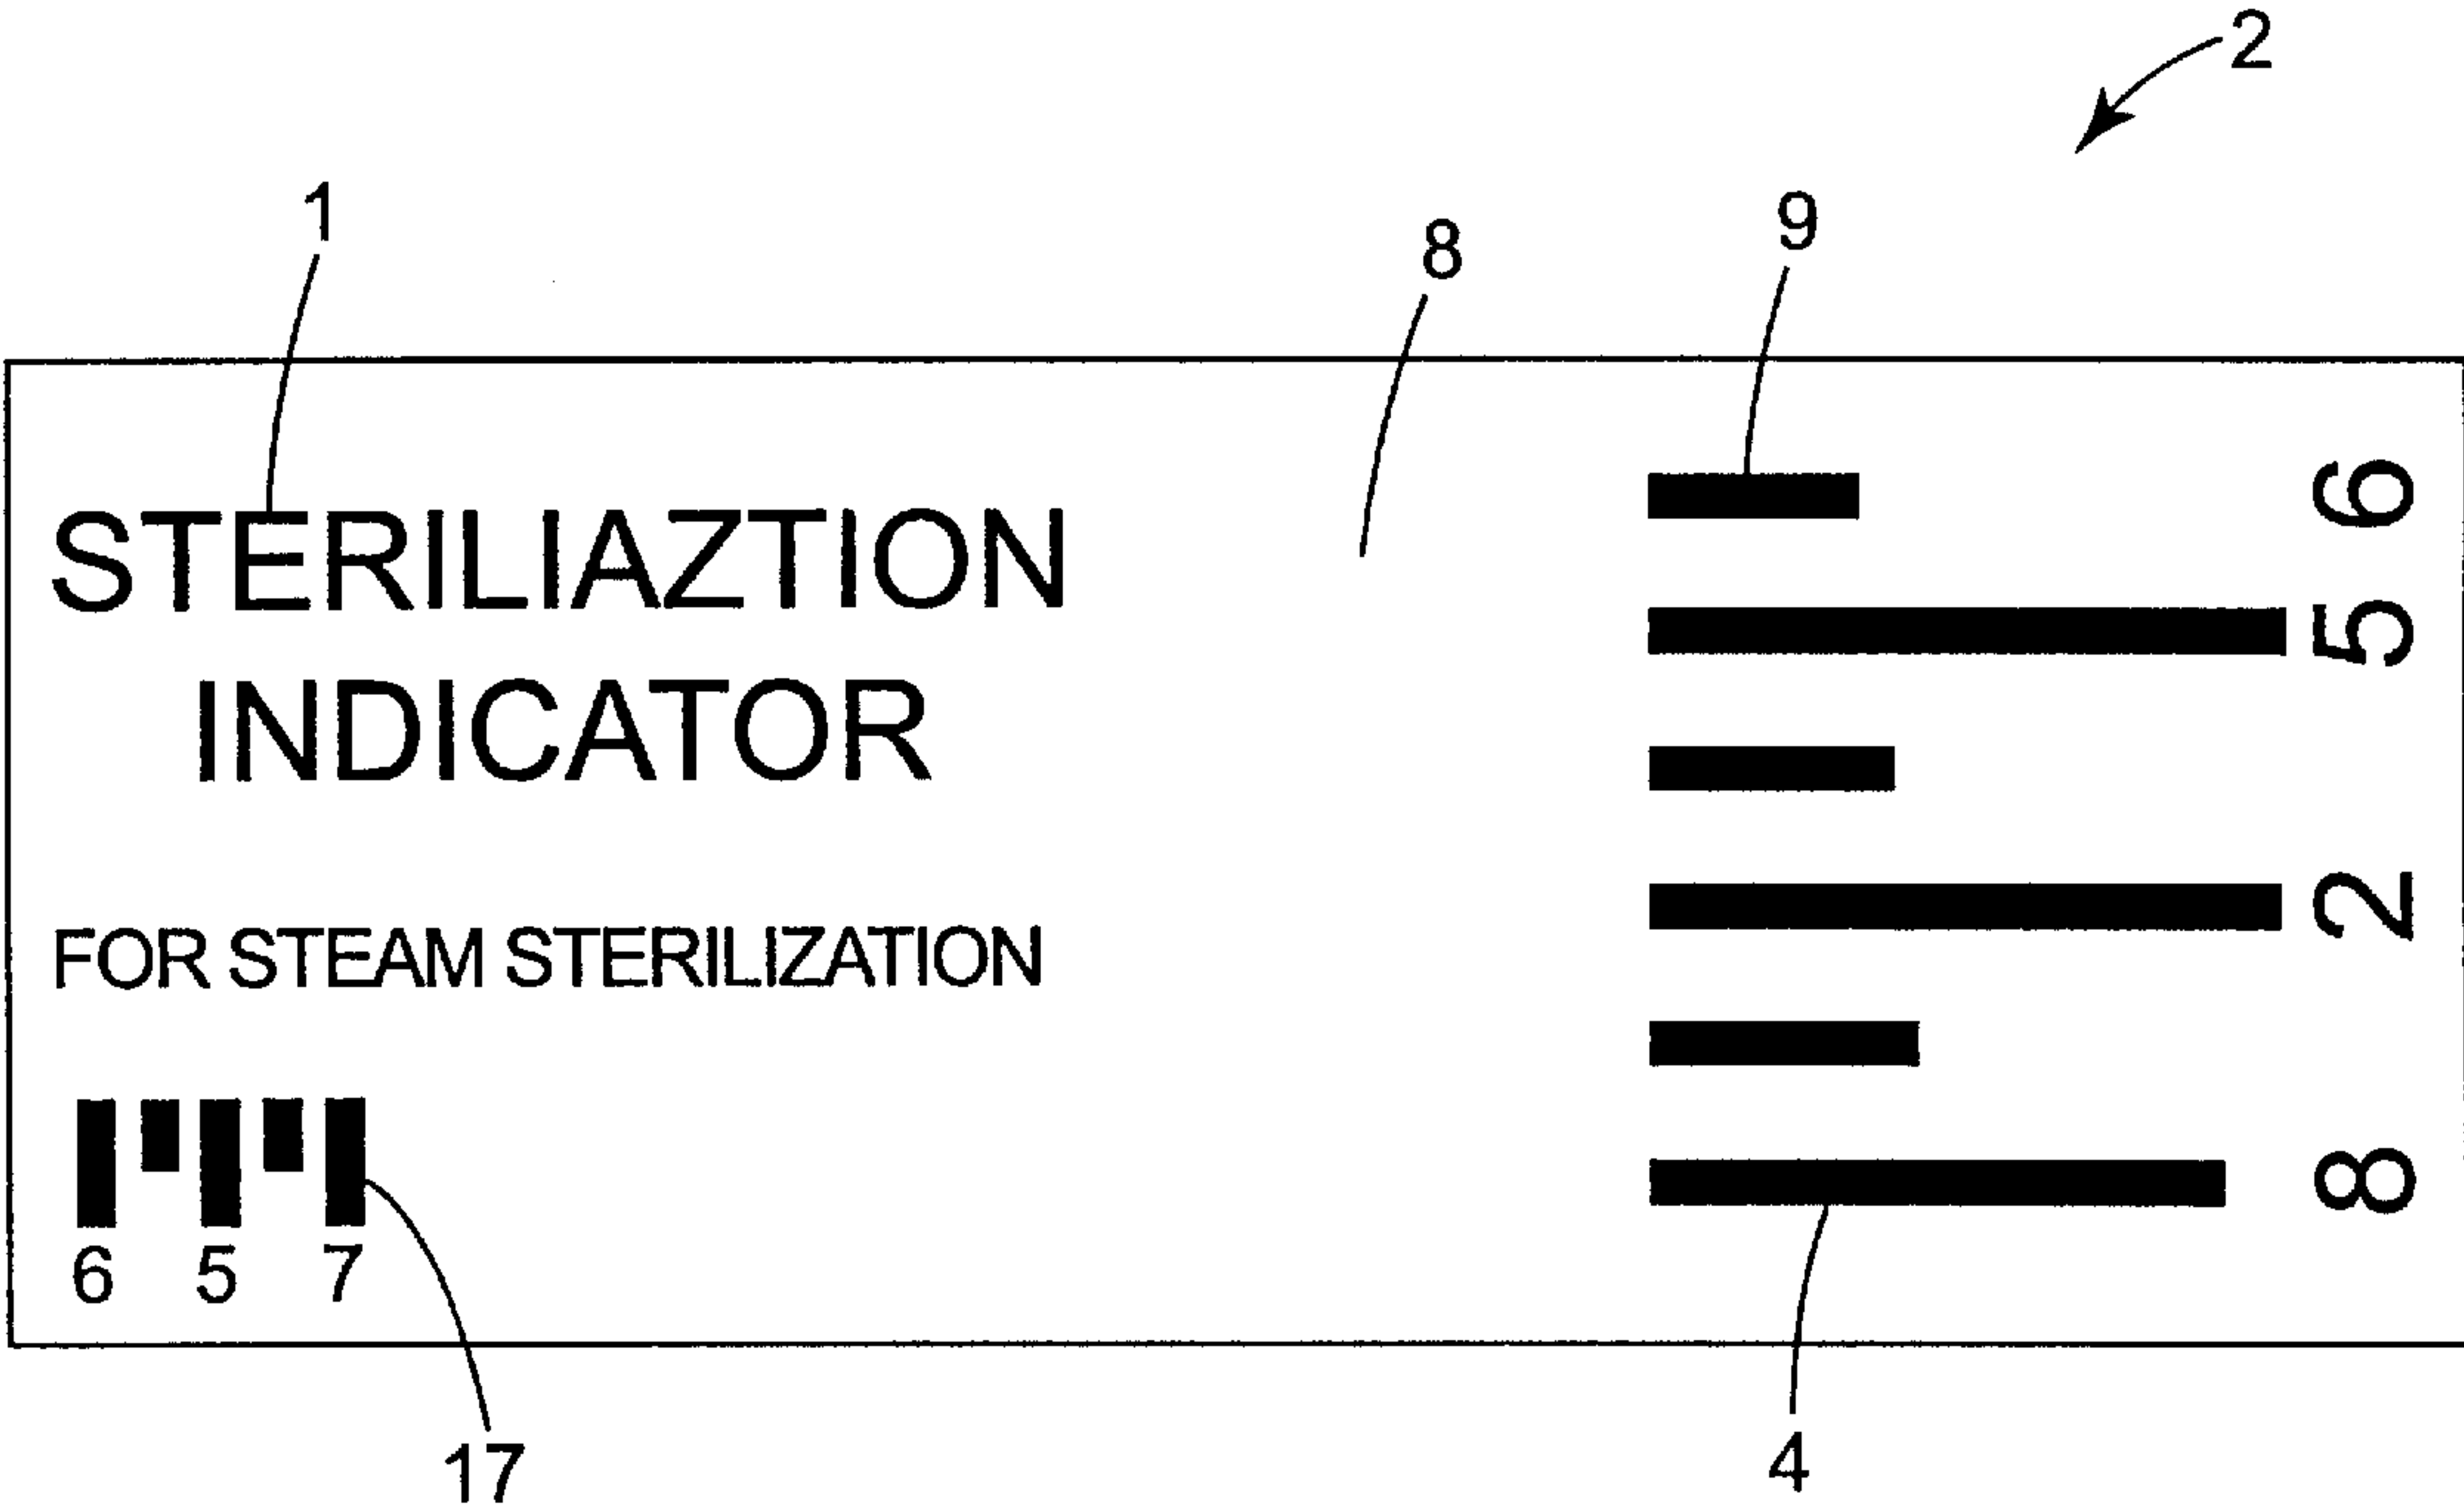 2
1
8
9
STERILIAZTION
INDICATOR
FOR STEAM STERILIZATION
6
5
2
8
6 5 7
17
4